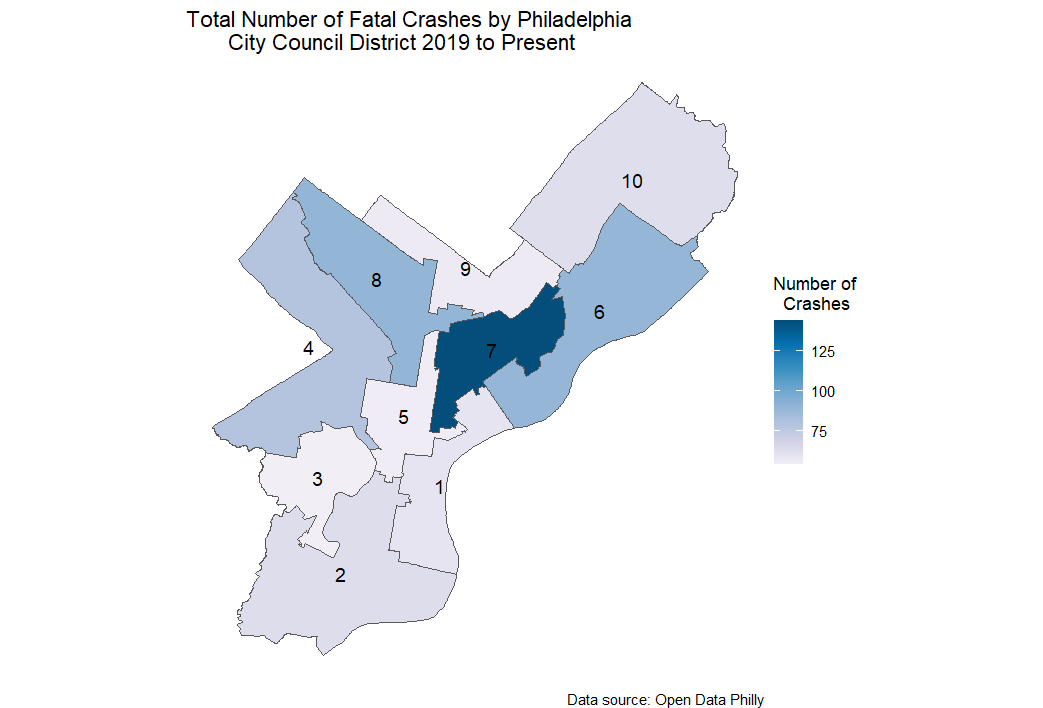 Total Number of Fatal Crashes by Philadelphia
City Council District 2019 to Present
10
9
8
6
7
4
5
3
1
2
Number of
Crashes
125
100
75
Data source: Open Data Philly